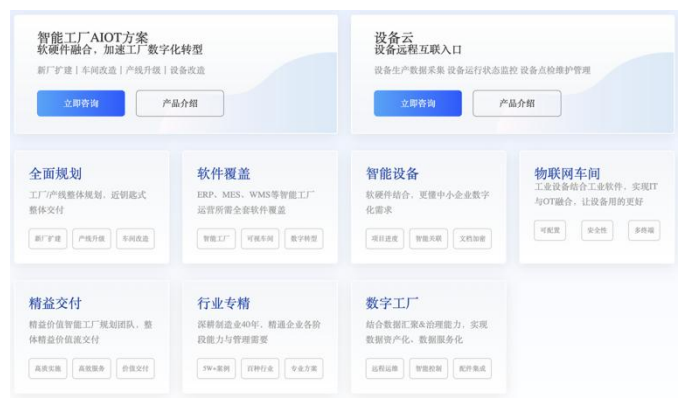 智能工厂AIOT方案
软硬件融合，加速工厂数字化转型
新厂扩建丨车间改造丨产线升级丨设备改造
立即咨询
产品介绍
设备云
设备远程互联入口
设备生产数据采集 设备运行状态监控 设备点检维护管理
立即咨询
产品介绍
全面规划
工厂/产线整体规划、近钥匙式
整体交付
新厂扩建
产线升级
车间改造
软件覆盖
ERP、MES、WMS等智能工厂
运营所需全套软件覆盖
智能工厂
可视车间
数字转型
智能设备
软硬件结合，更懂中小企业数字
化需求
项目进度
智能关联
文档加密
物联网车间
工业设备结合工业软件，实现IT
与OT融合，让设备用的更好
可配置
安全性
多终端
精益交付
精益价值智能工厂规划团队，整
体精益价值流交付
高质实施
高效服务
价值交付
行业专精
深耕制造业40年，精通企业各阶
段能力与管理需要
5W+案例
百种行业
专业方案
数字工厂
结合数据汇聚&治理能力，实现
数据资产化、数据服务化
远程运维
智能控制
配件集成